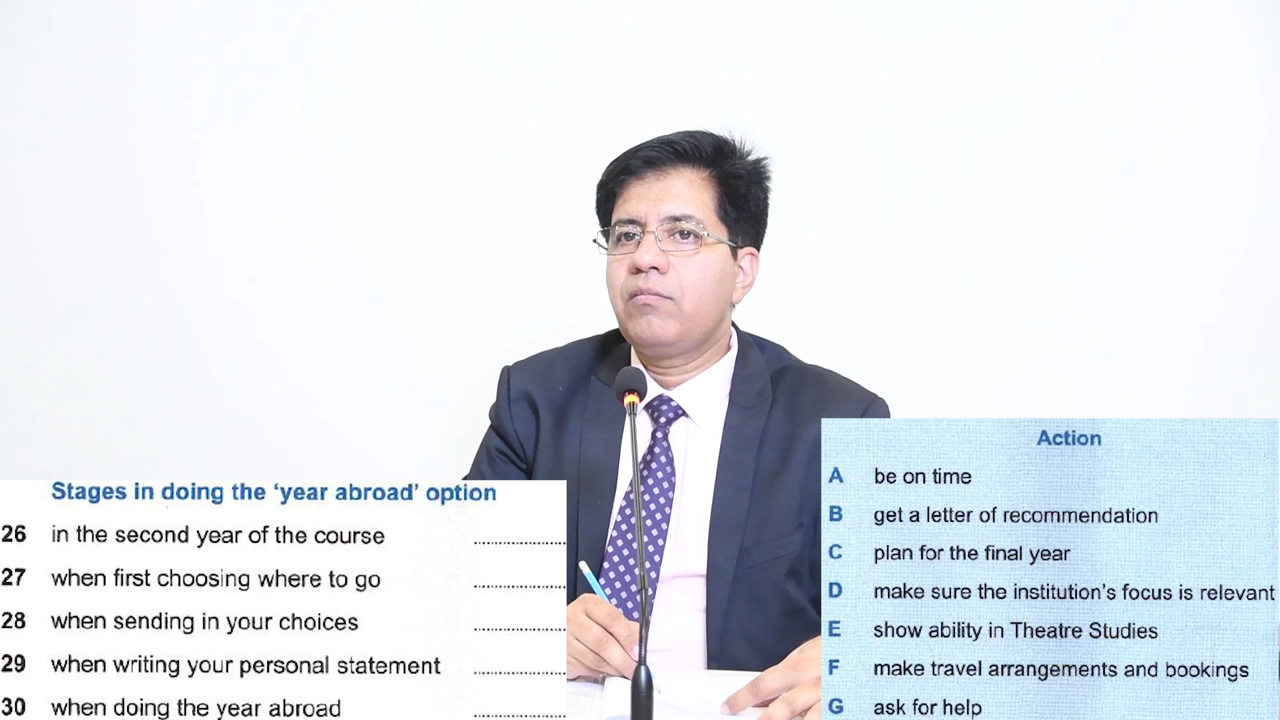 Stages in doing the 'year abroad' option
26 in the second year of the course ....................
27 when first choosing where to go ....................
28 when sending in your choices ....................
29 when writing your personal statement ....................
30 when doing the year abroad ....................
Action
A be on time
B get a letter of recommendation
C plan for the final year
D make sure the institution's focus is relevant
E show ability in Theatre Studies
F make travel arrangements and bookings
G ask for help